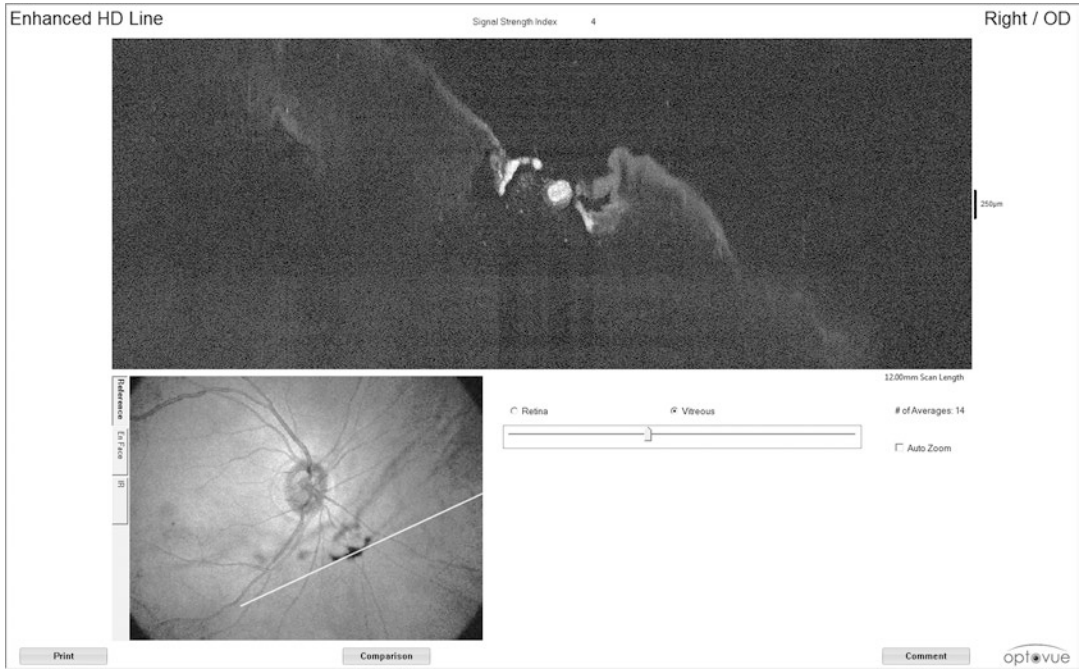 Enhanced HD Line
Signal Strength Index 4
Right / OD
250µm
12.00mm Scan Length
Reference
En Face
IR
Retina
Vitreous
# of Averages: 14
Auto Zoom
Print
Comparison
Comment
optovue